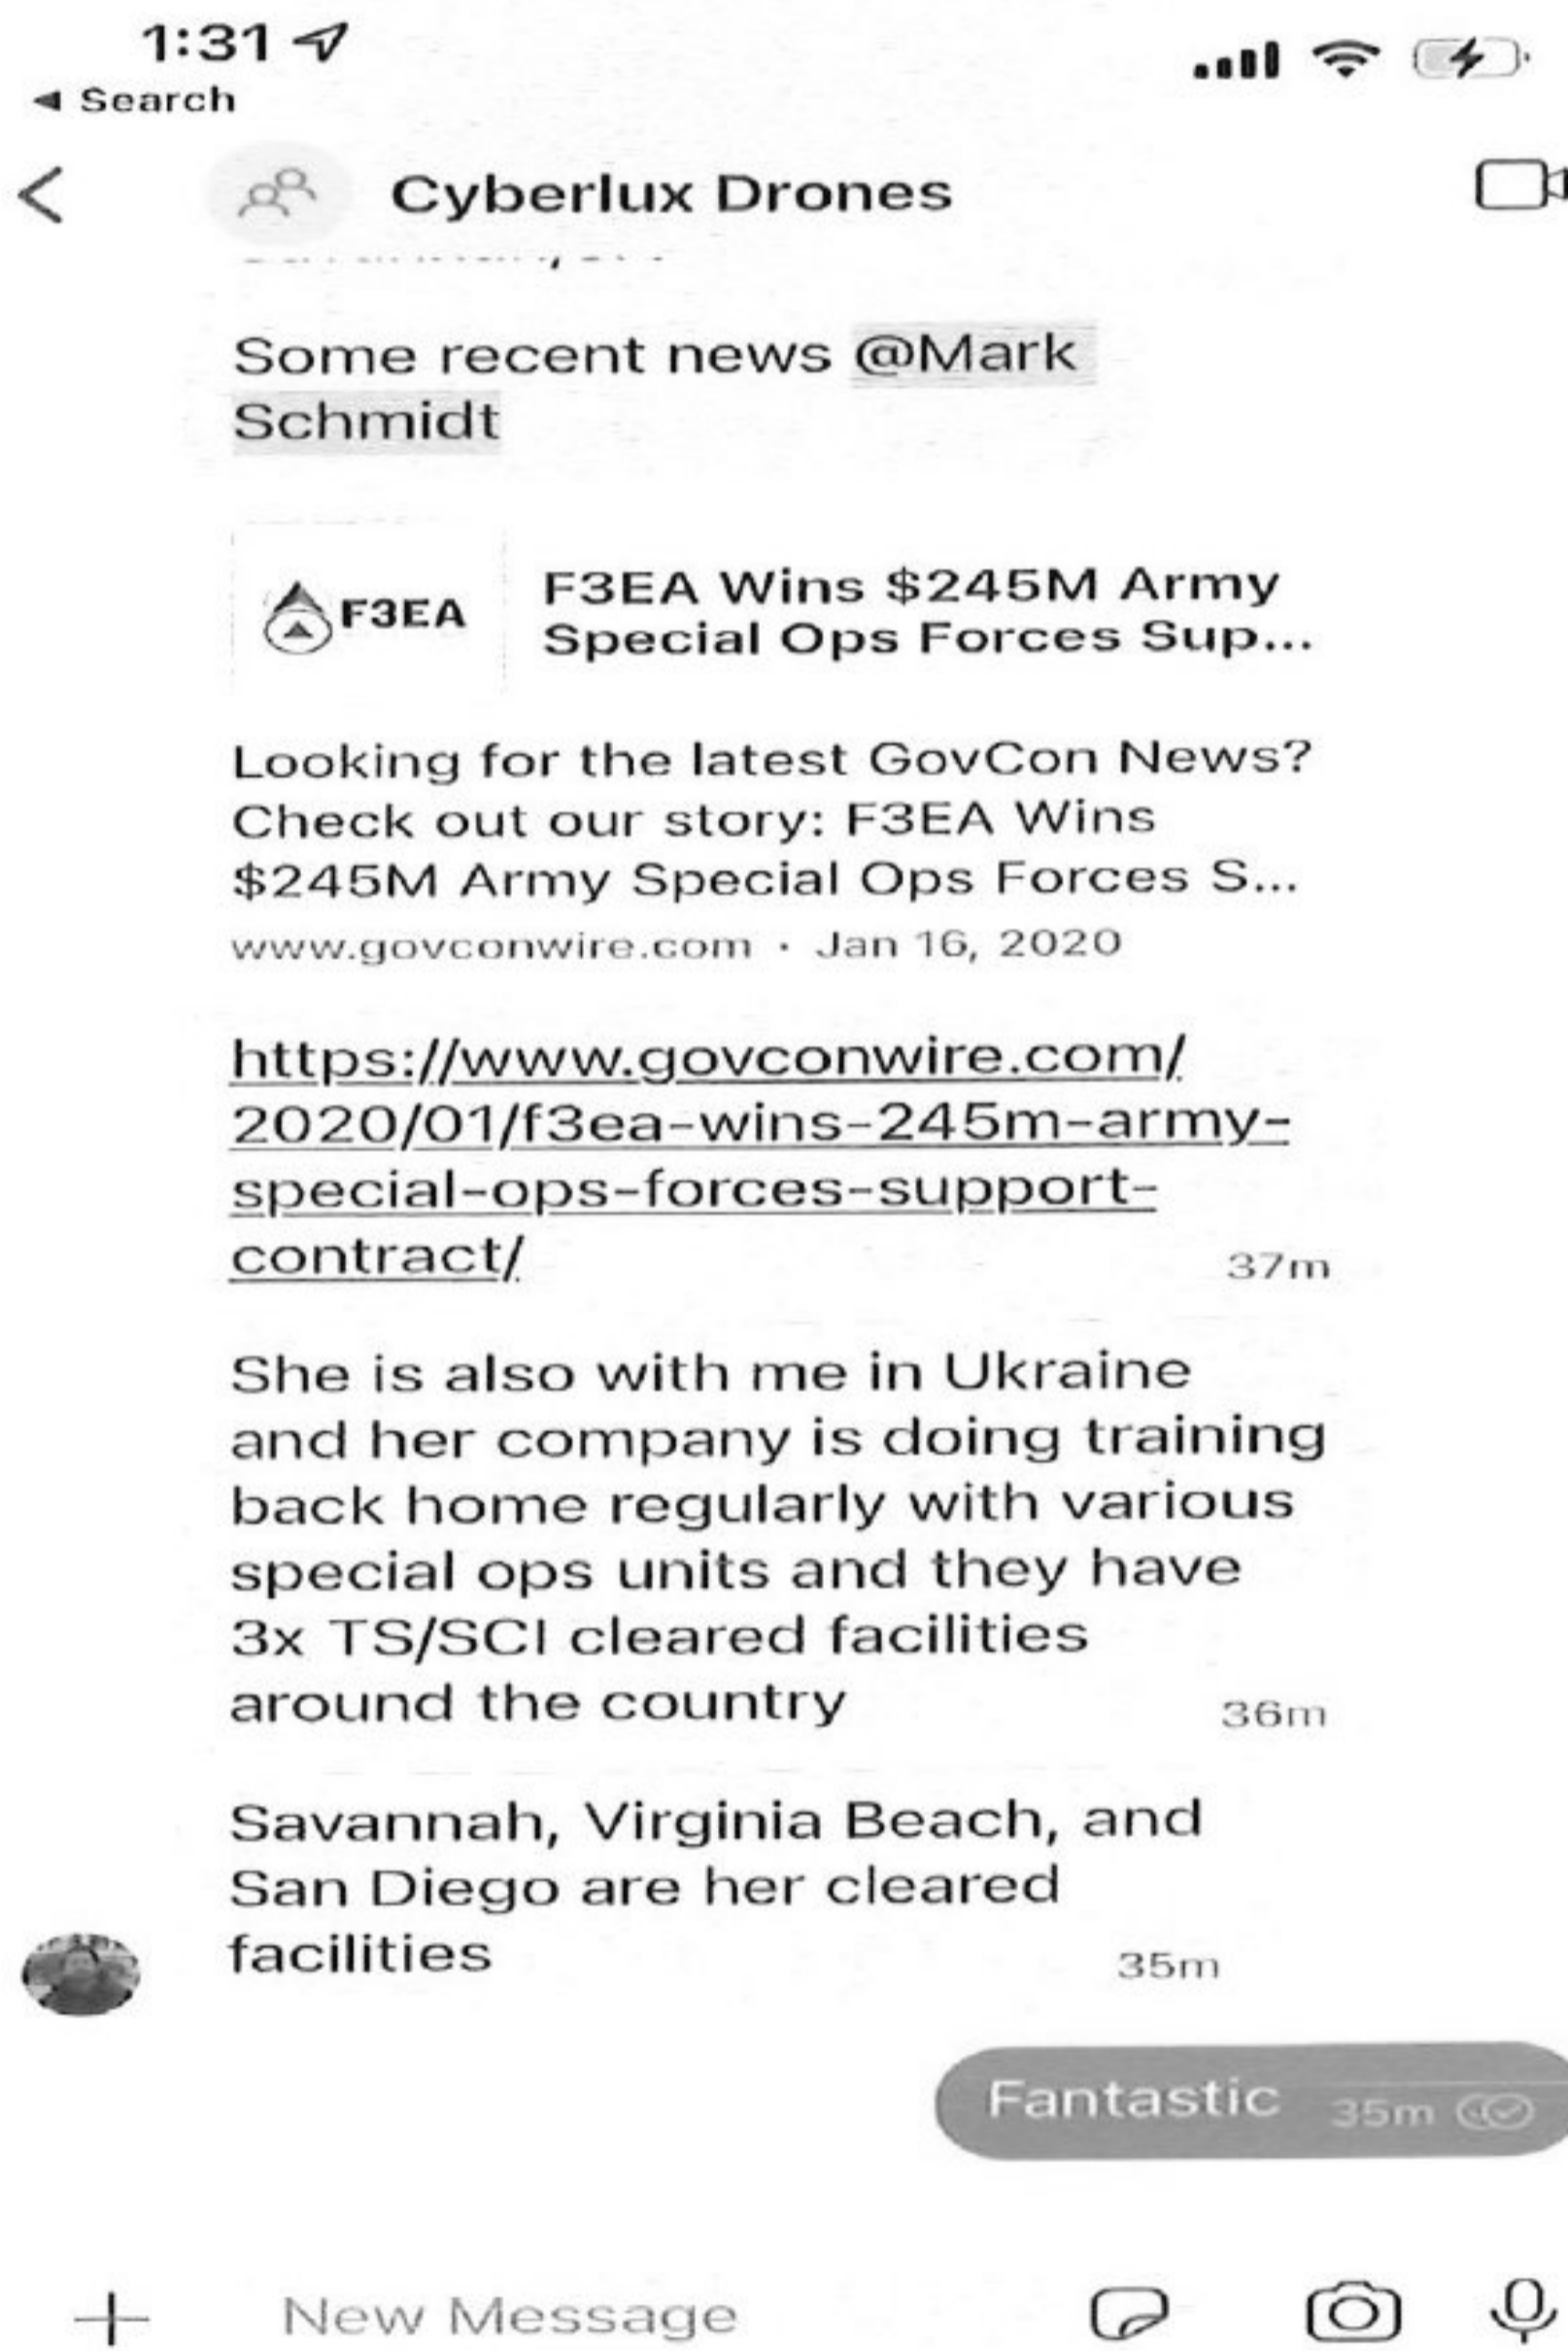 1:31
Search
Cyberlux Drones
Some recent news @Mark
Schmidt
F3EA
F3EA Wins $245M Army
Special Ops Forces Sup...
Looking for the latest GovCon News?
Check out our story: F3EA Wins
$245M Army Special Ops Forces S...
www.govconwire.com · Jan 16, 2020
https://www.govconwire.com/
2020/01/f3ea-wins-245m-army-
special-ops-forces-support-
contract/
37m
She is also with me in Ukraine
and her company is doing training
back home regularly with various
special ops units and they have
3x TS/SCI cleared facilities
around the country
36m
Savannah, Virginia Beach, and
San Diego are her cleared
facilities
35m
Fantastic 35m
New Message